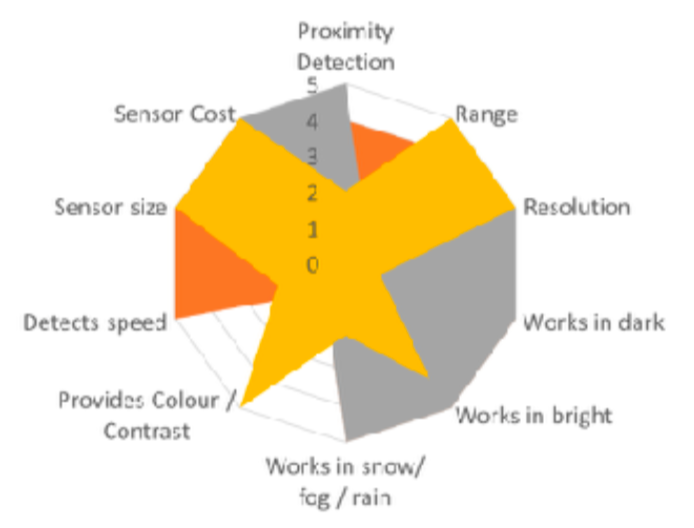 Proximity
Detection
Range
Resolution
Works in dark
Works in bright
Works in snow/
fog / rain
Provides Colour /
Contrast
Detects speed
Sensor size
Sensor Cost
5
4
3
2
1
0